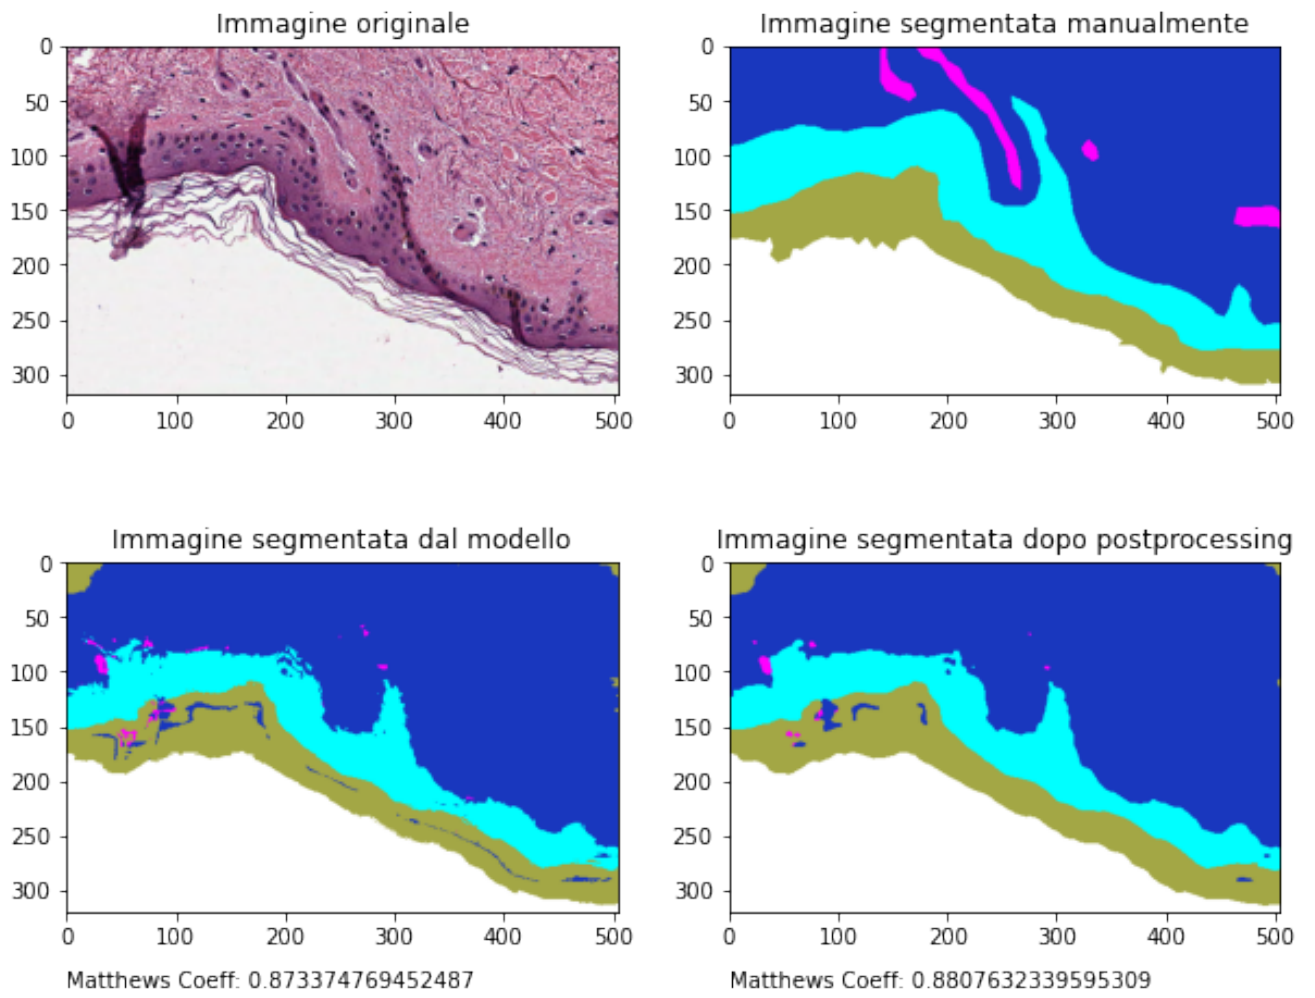 Immagine originale
Immagine segmentata manualmente
0
50
100
150
200
250
300
0 100 200 300 400 500
0
50
100
150
200
250
300
0 100 200 300 400 500
Immagine segmentata dal modello
Immagine segmentata dopo postprocessing
0
50
100
150
200
250
300
0 100 200 300 400 500
0
50
100
150
200
250
300
0 100 200 300 400 500
Matthews Coeff: 0.873374769452487
Matthews Coeff: 0.8807632339595309